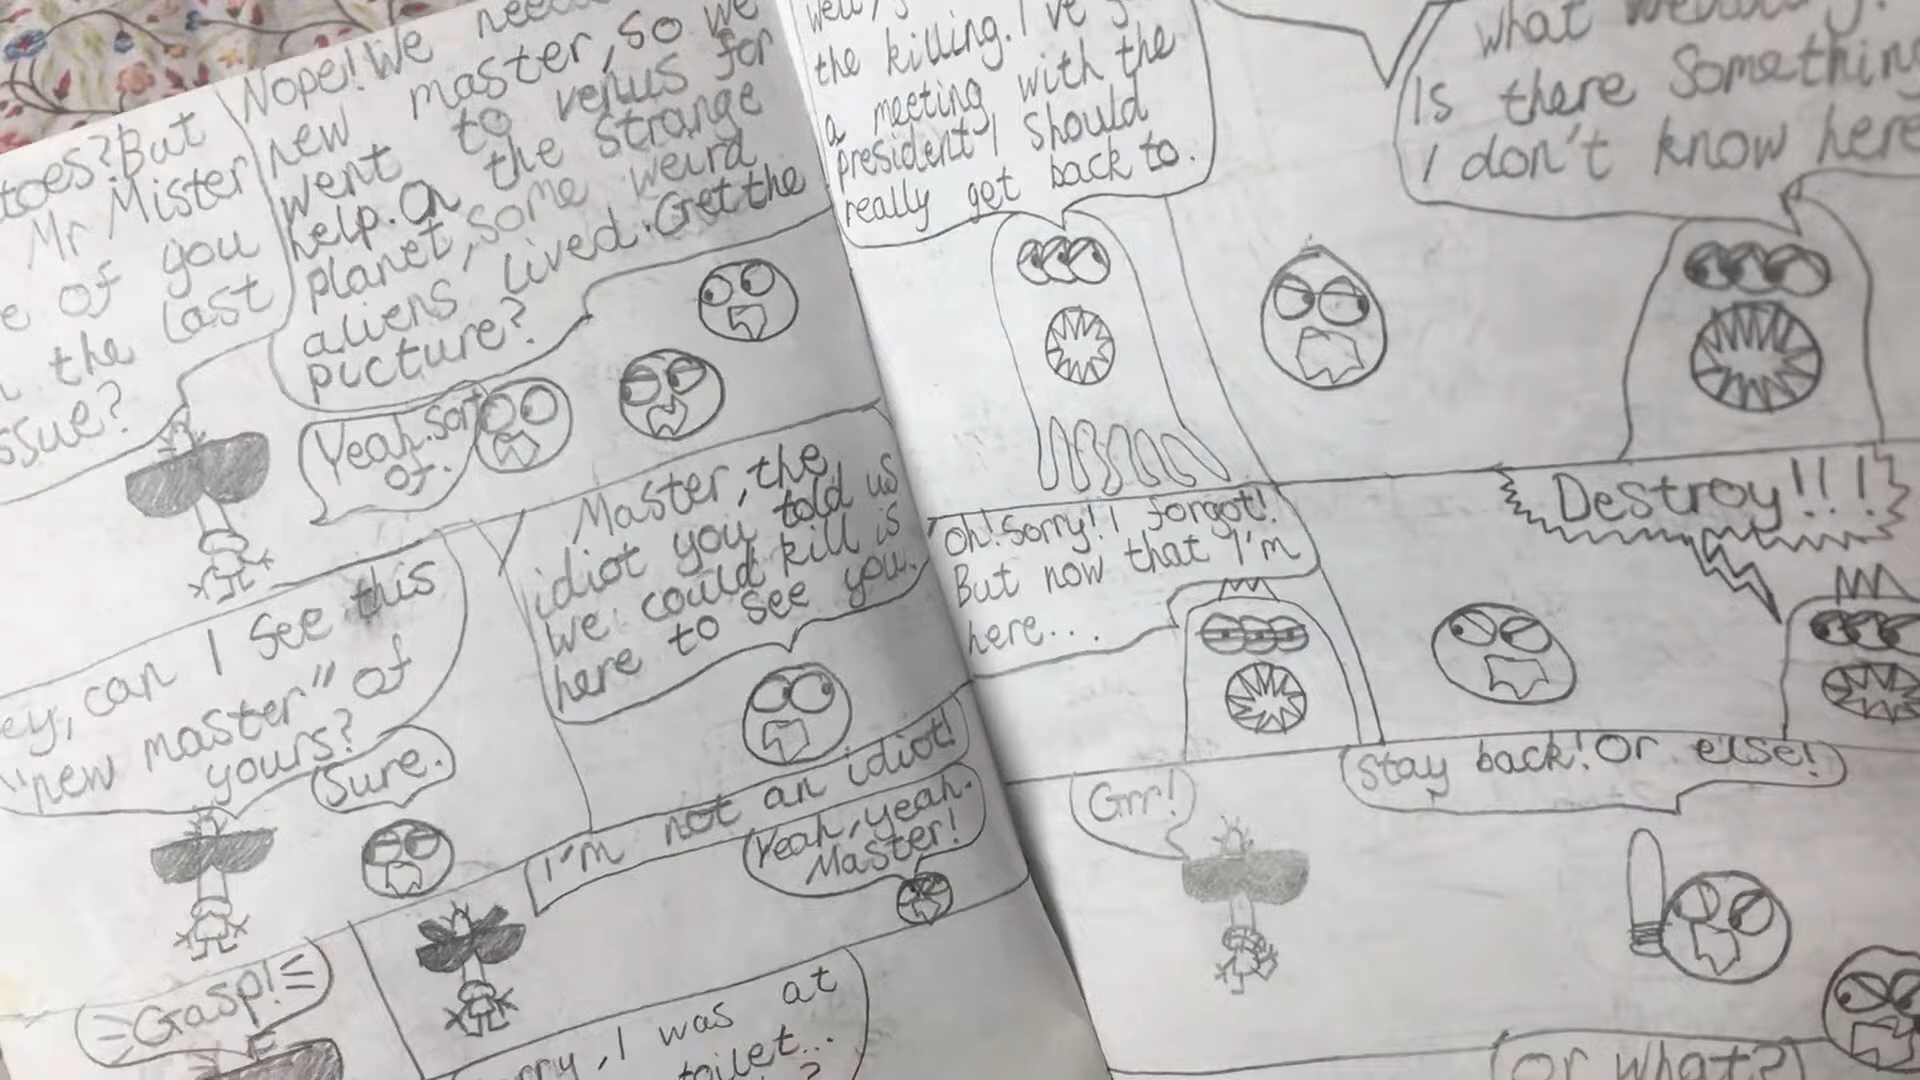 toes? But
Mr Mister
of you
the last
issue?
Nope! We need
new master, so we
went to venus for
help. On the strange
planet, some weird
aliens lived. Get the
picture?
Yeah. Sort
of.
can I see this
"new master" of
yours?
Sure.
Master, the
idiot you told us
we could kill is
here to see you.
I'm not an idiot!
Yeah, yeah.
Master!
Gasp!
I was at
toilet...
the killing. I've
a meeting with the
president I should
really get back to.
what
Is there something
I don't know here
Oh! Sorry! I forgot!
But now that I'm
here...
Destroy!!!
Stay back! Or else!
Grr!
Or what?